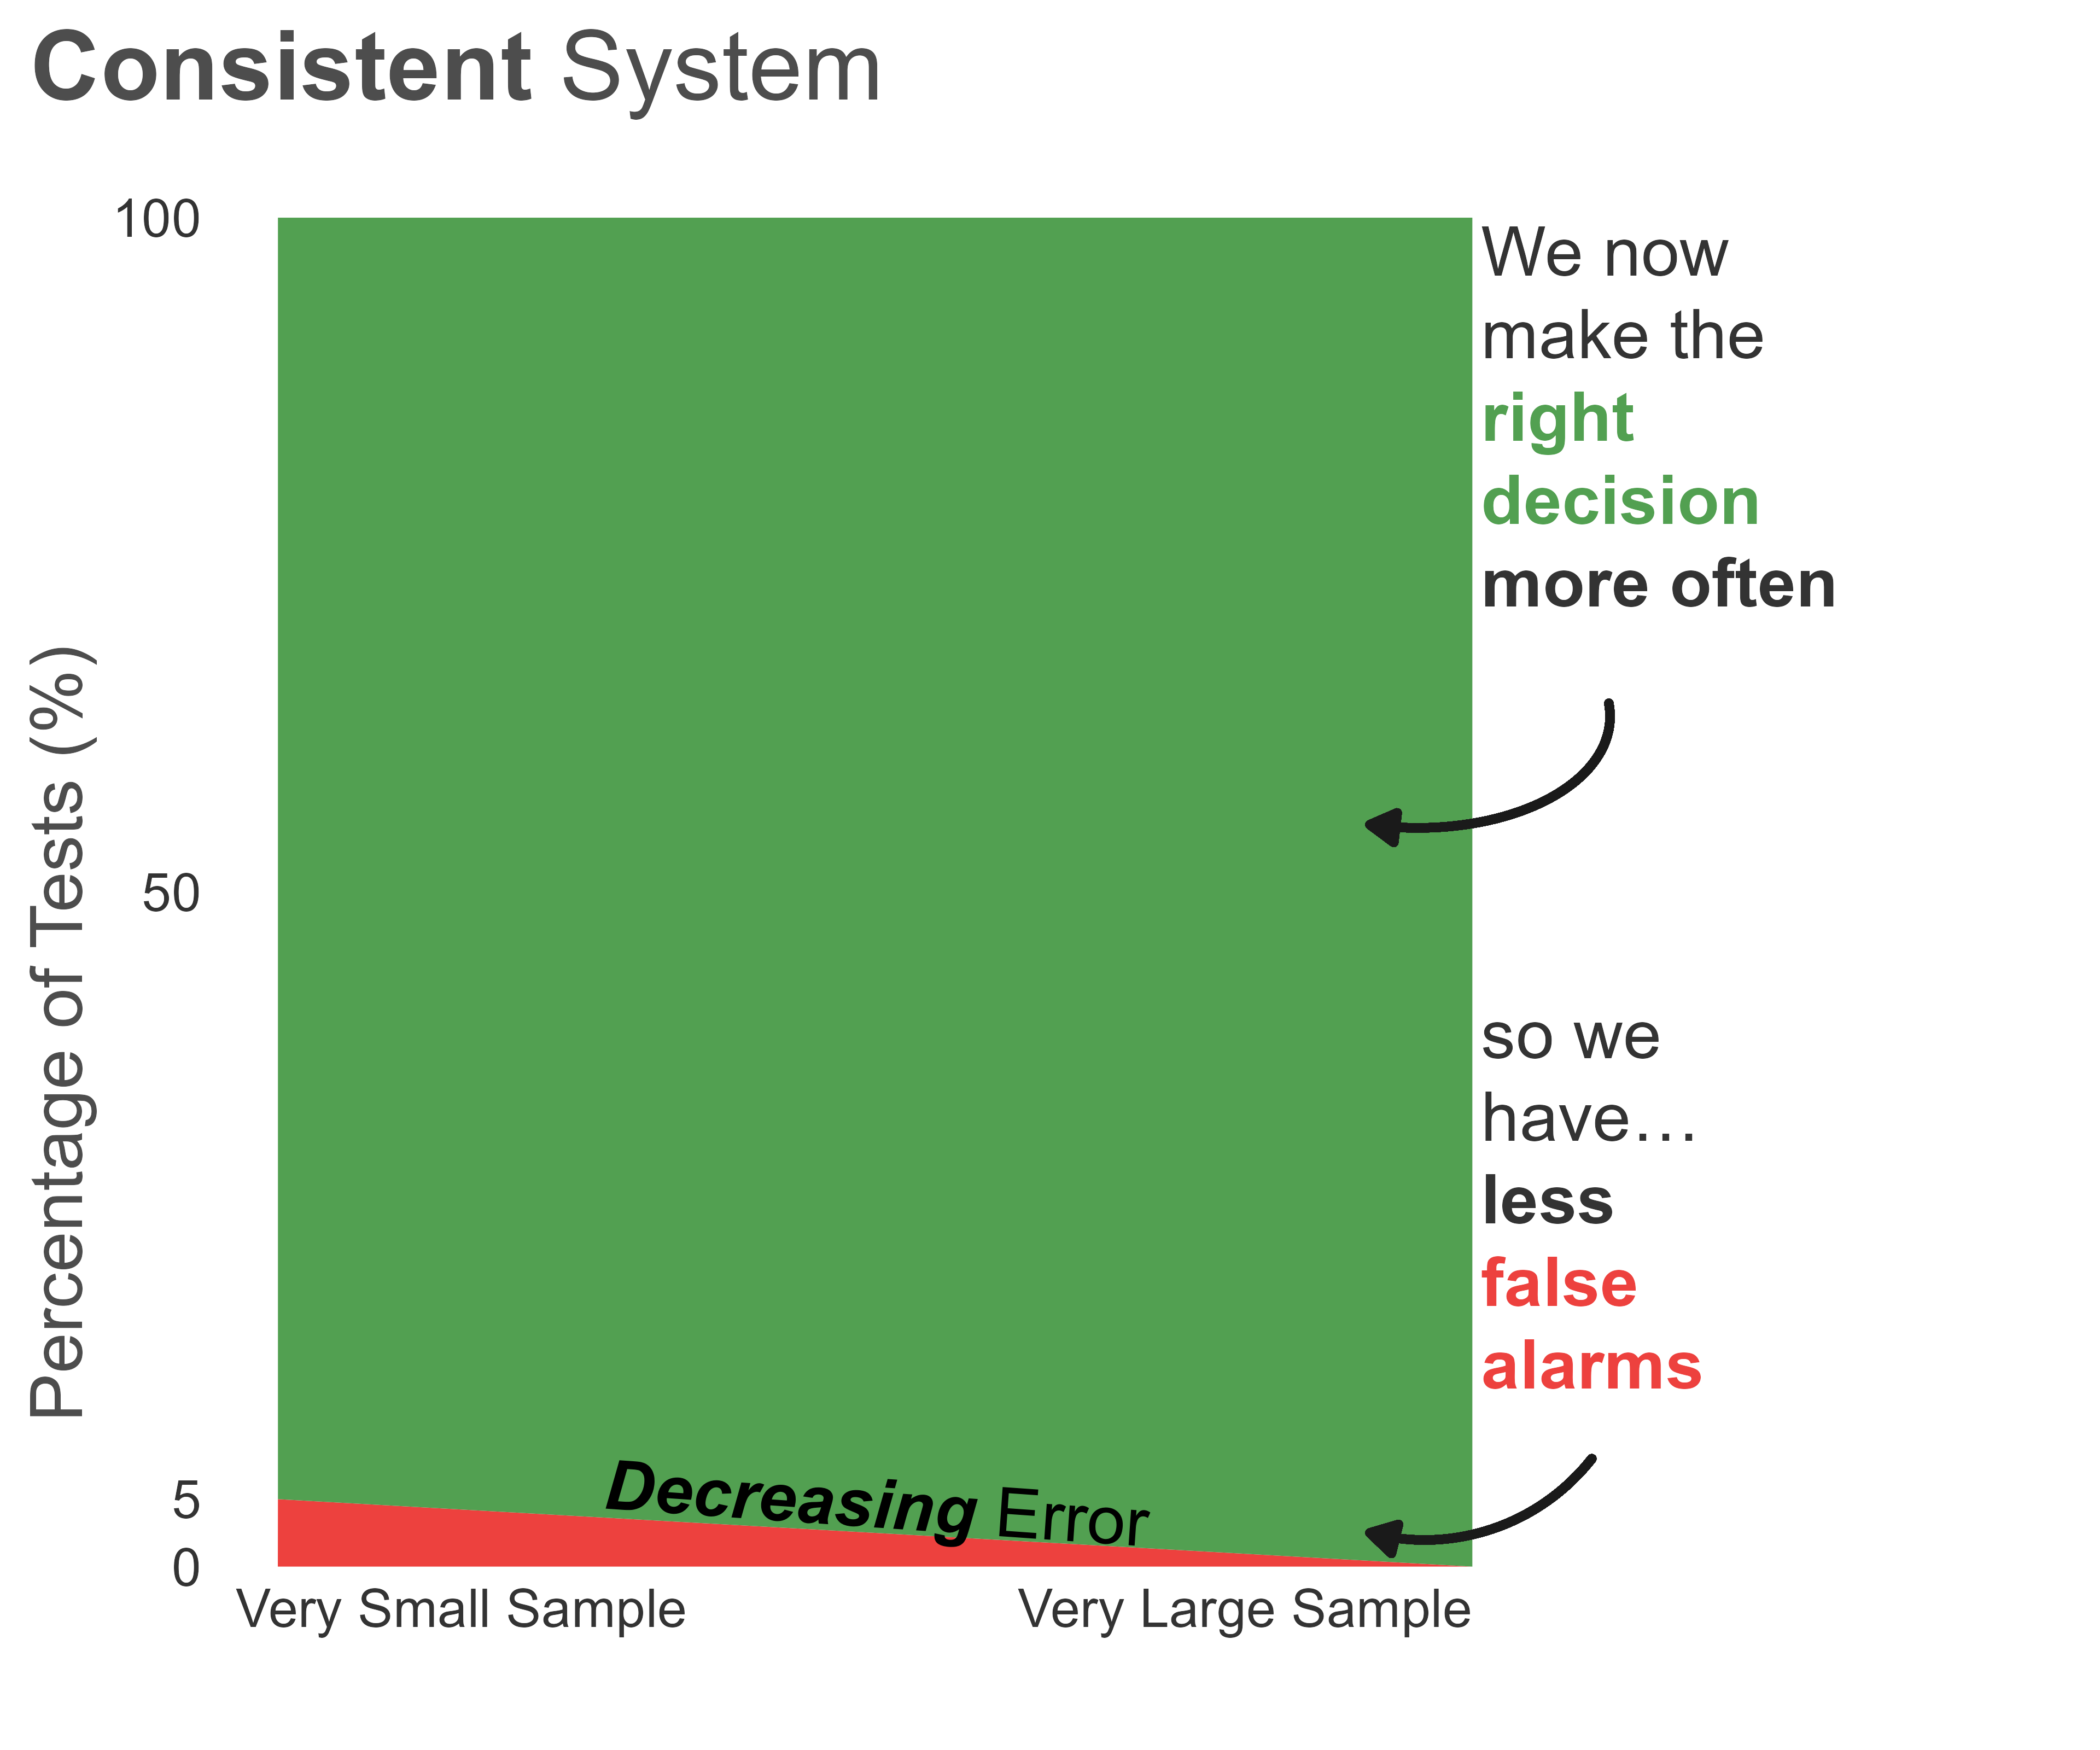 Consistent System
100
50
5
0
Percentage of Tests (%)
We now
make the
right
decision
more often
so we
have…
less
false
alarms
Decreasing Error
Very Small Sample
Very Large Sample